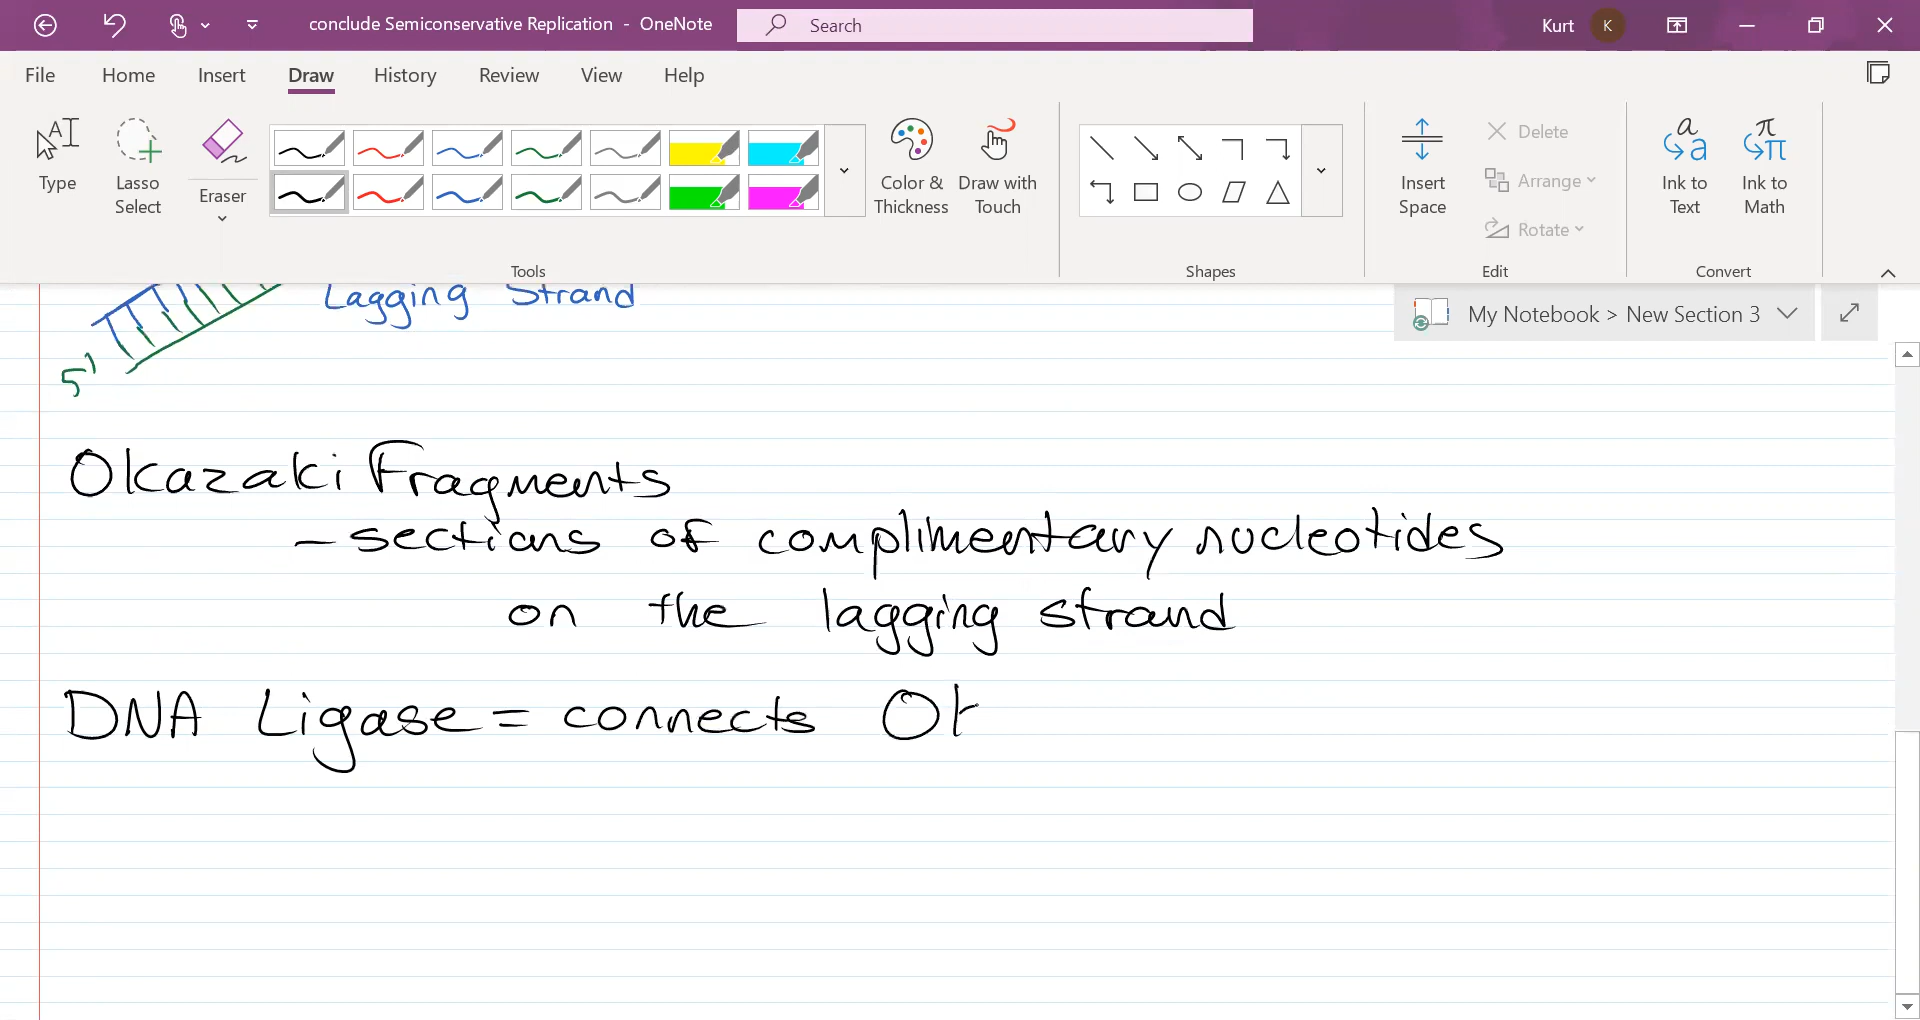 conclude Semiconservative Replication - OneNote
Search
Kurt K
File Home Insert Draw History Review View Help
Type
Lasso Select
Eraser
Color & Thickness
Draw with Touch
Insert Space
Delete
Arrange
Rotate
Ink to Text
Ink to Math
Tools Shapes Edit Convert
Lagging Strand
My Notebook > New Section 3
5'
Okazaki Fragments
- sections of complimentary nucleotides
on the lagging strand
DNA Ligase = connects